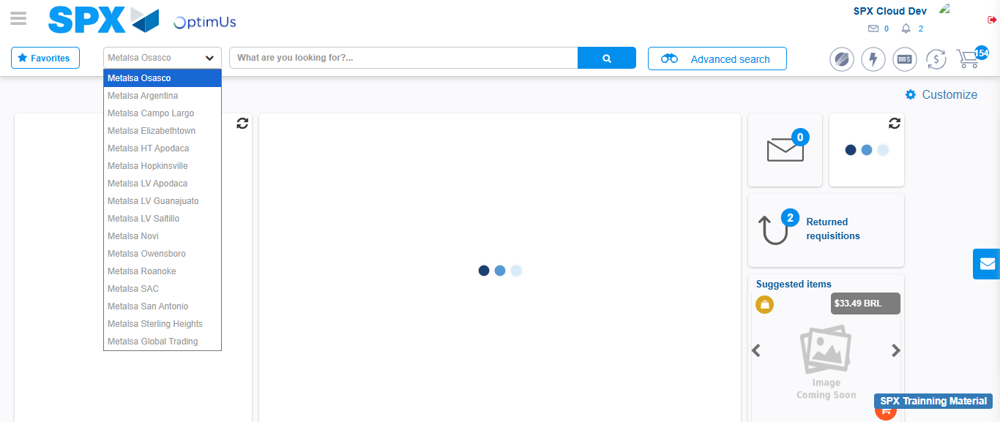 SPX
OptimUs
SPX Cloud Dev
0
2
Favorites
Metalsa Osasco
What are you looking for?...
Advanced search
$
$
154
Metalsa Osasco
Metalsa Argentina
Metalsa Campo Largo
Metalsa Elizabethtown
Metalsa HT Apodaca
Metalsa Hopkinsville
Metalsa LV Apodaca
Metalsa LV Guanajuato
Metalsa LV Saltillo
Metalsa Novi
Metalsa Owensboro
Metalsa Roanoke
Metalsa SAC
Metalsa San Antonio
Metalsa Sterling Heights
Metalsa Global Trading
Customize
0
2
Returned
requisitions
Suggested items
$33.49 BRL
Image
Coming Soon
SPX Trainning Material